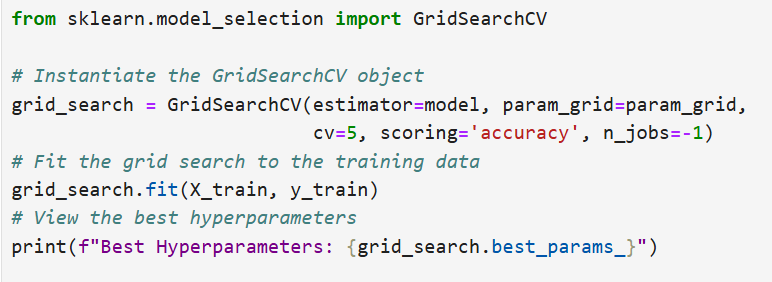 from sklearn.model_selection import GridSearchCV
# Instantiate the GridSearchCV object
grid_search = GridSearchCV(estimator=model, param_grid=param_grid,
                           cv=5, scoring='accuracy', n_jobs=-1)
# Fit the grid search to the training data
grid_search.fit(X_train, y_train)
# View the best hyperparameters
print(f"Best Hyperparameters: {grid_search.best_params_}")